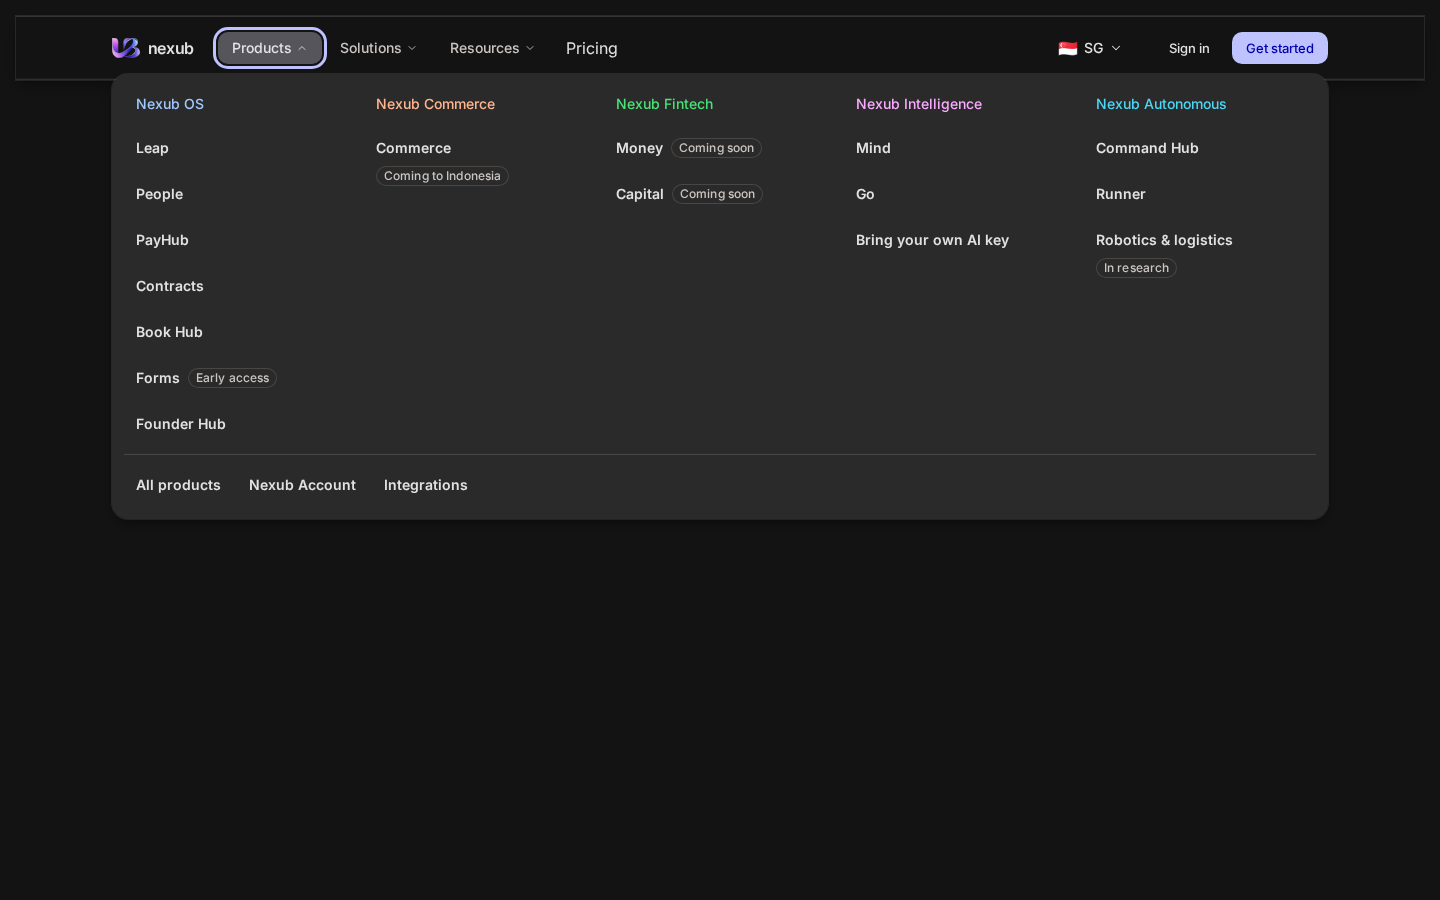 nexub
Products
Solutions
Resources
Pricing
SG
Sign in
Get started
Nexub OS
Leap
People
PayHub
Contracts
Book Hub
Forms Early access
Founder Hub
Nexub Commerce
Commerce
Coming to Indonesia
Nexub Fintech
Money Coming soon
Capital Coming soon
Nexub Intelligence
Mind
Go
Bring your own AI key
Nexub Autonomous
Command Hub
Runner
Robotics & logistics
In research
All products
Nexub Account
Integrations